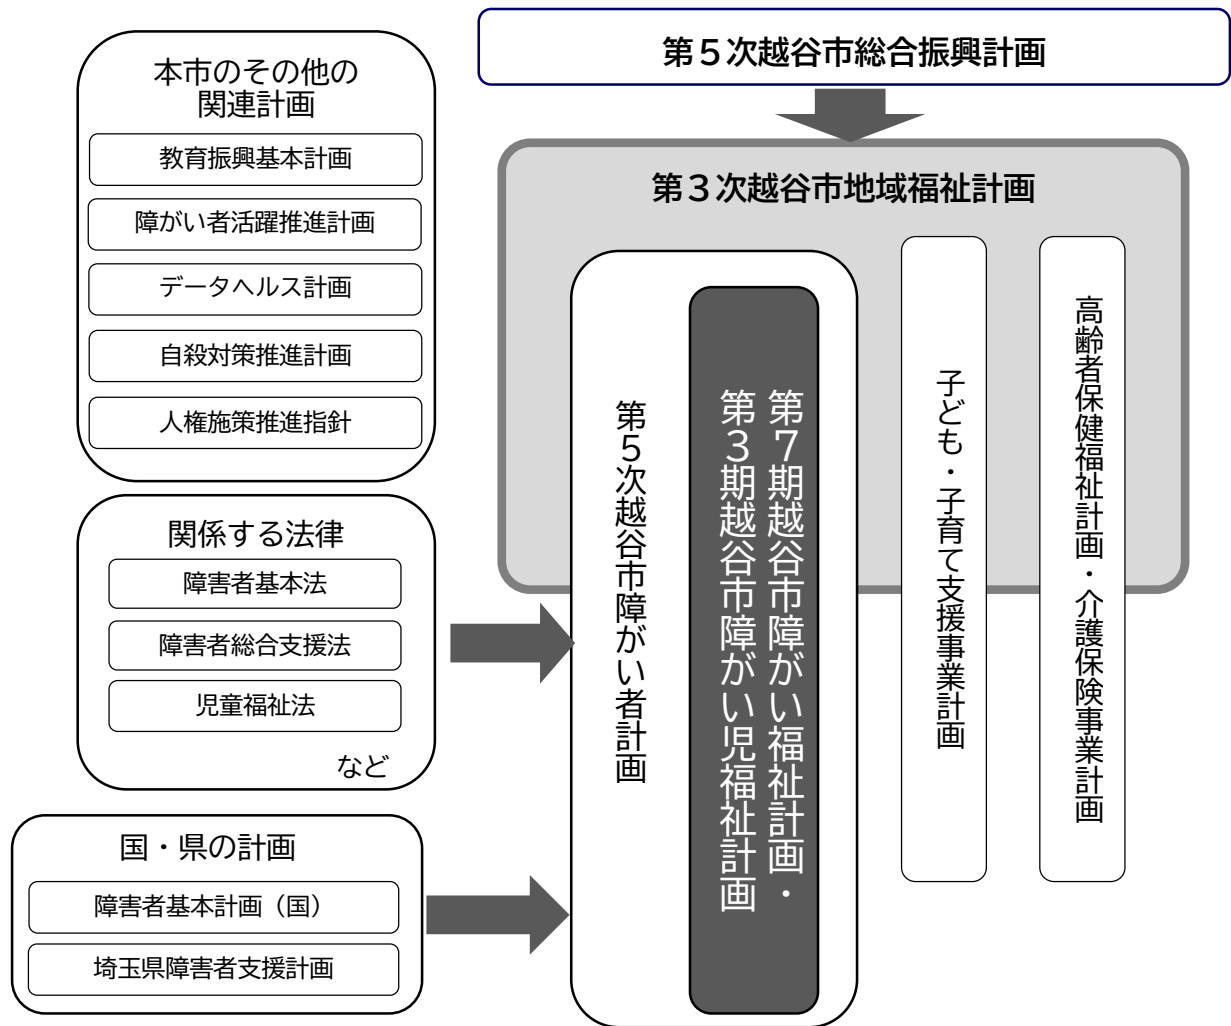 本市のその他の
関連計画
教育振興基本計画
障がい者活躍推進計画
データヘルス計画
自殺対策推進計画
人権施策推進指針
関係する法律
障害者基本法
障害者総合支援法
児童福祉法
など
国・県の計画
障害者基本計画（国）
埼玉県障害者支援計画
第５次越谷市総合振興計画
第３次越谷市地域福祉計画
第５次越谷市障がい者計画
第７期越谷市障がい福祉計画・
第３期越谷市障がい児福祉計画
子ども・子育て支援事業計画
高齢者保健福祉計画・介護保険事業計画